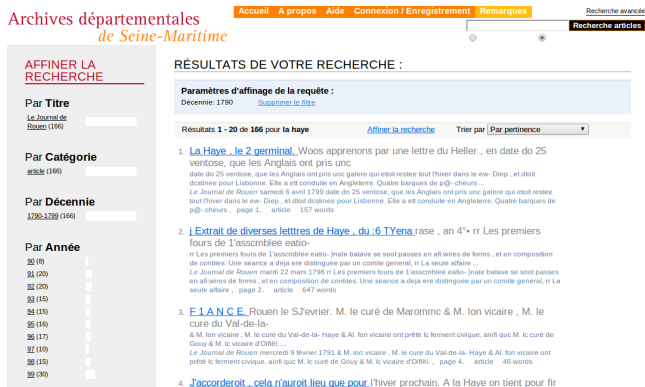 Archives départementales
de Seine-Maritime
Accueil A propos Aide Connexion / Enregistrement Remarques
Recherche avancée
Recherche articles
AFFINER LA
RECHERCHE
Par Titre
Le Journal de
Rouen (166)
Par Catégorie
article (166)
Par Décennie
1790-1799 (166)
Par Année
90 (8)
91 (20)
92 (20)
93 (15)
94 (15)
95 (16)
96 (17)
97 (10)
98 (15)
99 (30)
RÉSULTATS DE VOTRE RECHERCHE :
Paramètres d'affinage de la requête :
Décennie: 1790 Supprimer le filtre
Résultats 1 - 20 de 166 pour la haye Affiner la recherche Trier par Par pertinence
1. La Haye , le 2 germinal. Woos apprenons par une lettre du Heller , en date do 25
ventose, que les Anglais ont pris unc
date do 25 ventose, que les Anglais ont pris unc galere qui etoit restee tout l'hiver dans le ew- Diep , et dtoit
dcstinee pour Lisbonne. Elle a ett conduite en Angleterre. Quatre barques de p@- cheurs ...
Le Journal de Rouen samedi 6 avril 1799 date do 25 ventose, que les Anglais ont pris unc galere qui etoit restee
tout l'hiver dans le ew- Diep , et dtoit dcstinee pour Lisbonne. Elle a ett conduite en Angleterre. Quatre barques de
p@- cheurs , page 1. article 157 words
2. j Extrait de diverses letttres de Haye , du :6 TYena rase , an 4°• rr Les premiers
fours de 1'asscmblee eatio-
rr Les premiers fours de 1'asscmblee eatio- )nale batave se soot passes en afi:wires de forms , et en composition
de contites. Une seance a deja ere distinguee par un comite general, rr La seule affaire ...
Le Journal de Rouen mardi 22 mars 1796 rr Les premiers fours de 1'asscmblee eatio- )nale batave se soot passes
en afi:wires de forms , et en composition de contites. Une seance a deja ere distinguee par un comite general, rr La
seule affaire , page 2. article 647 words
3. F 1 A N C E. Rouen le SJ'evrier. M. le curé de Marommc & M. Ion vicaire , M. le
cure du Val-de-la-
& M. Ion vicaire , M. le cure du Val-de-la- Haye & Al. fon vicaire ont prêté lc ferment civique, ainfi quc M. lc curé de
Gouy & M. lc vicaire d'Oiflél. ...
Le Journal de Rouen mercredi 9 février 1791 & M. Ion vicaire , M. le cure du Val-de-la- Haye & Al. fon vicaire ont
prêté lc ferment civique, ainfi quc M. lc curé de Gouy & M. lc vicaire d'Oiflél. , page 4. article 46 words
4. J'accorderoit , cela n'auroit lieu que pour l'hiver prochain. A la Haye on tient pour fir